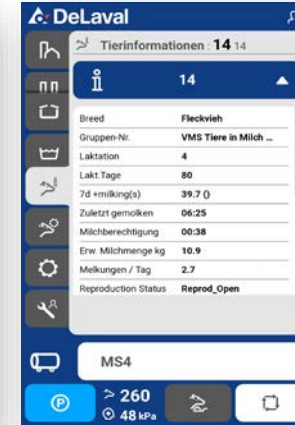 DeLaval
Tierinformationen : 14 14
14
Breed Fleckvieh
Gruppen-Nr. VMS Tiere in Milch ...
Laktation 4
Lakt.Tage 80
7d +milking(s) 39.7 ()
Zuletzt gemolken 06:25
Milchberechtigung 00:38
Erw. Milchmenge kg 10.9
Melkungen / Tag 2.7
Reproduction Status Reprod_Open
MS4
P
> 260
48 kPa